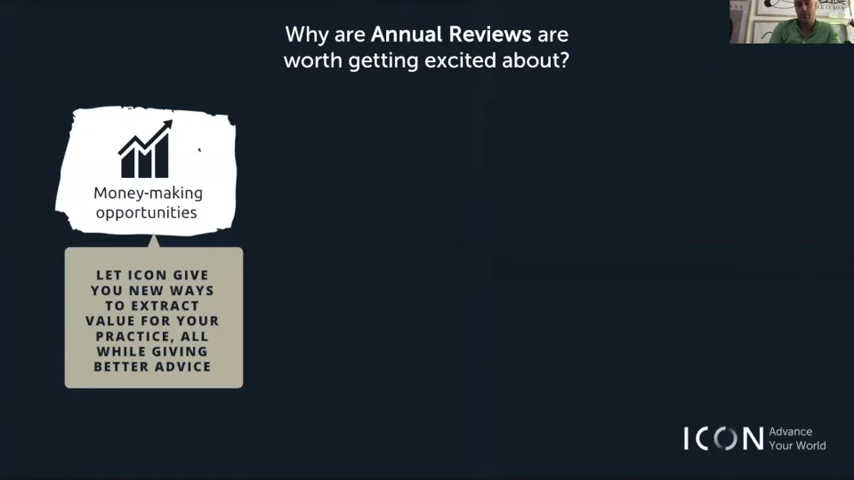 Why are Annual Reviews are
worth getting excited about?
Money-making
opportunities
LET ICON GIVE
YOU NEW WAYS
TO EXTRACT
VALUE FOR YOUR
PRACTICE, ALL
WHILE GIVING
BETTER ADVICE
ICON Advance
Your World